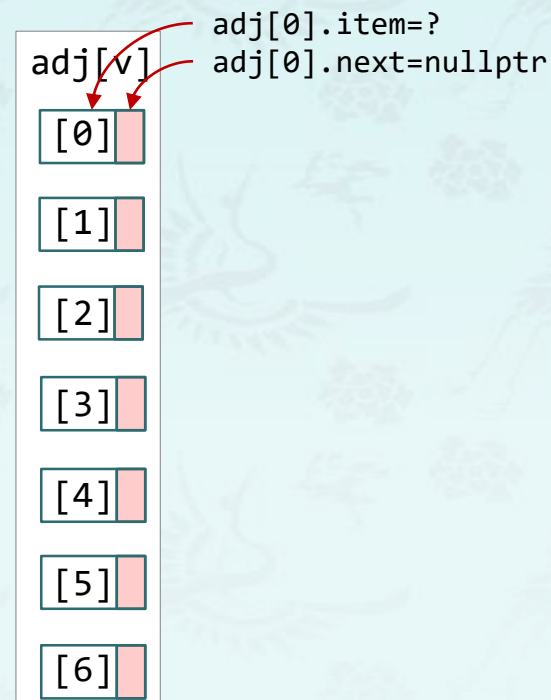 adj[0].item=?
adj[v]
adj[0].next=nullptr
[0]
[1]
[2]
[3]
[4]
[5]
[6]